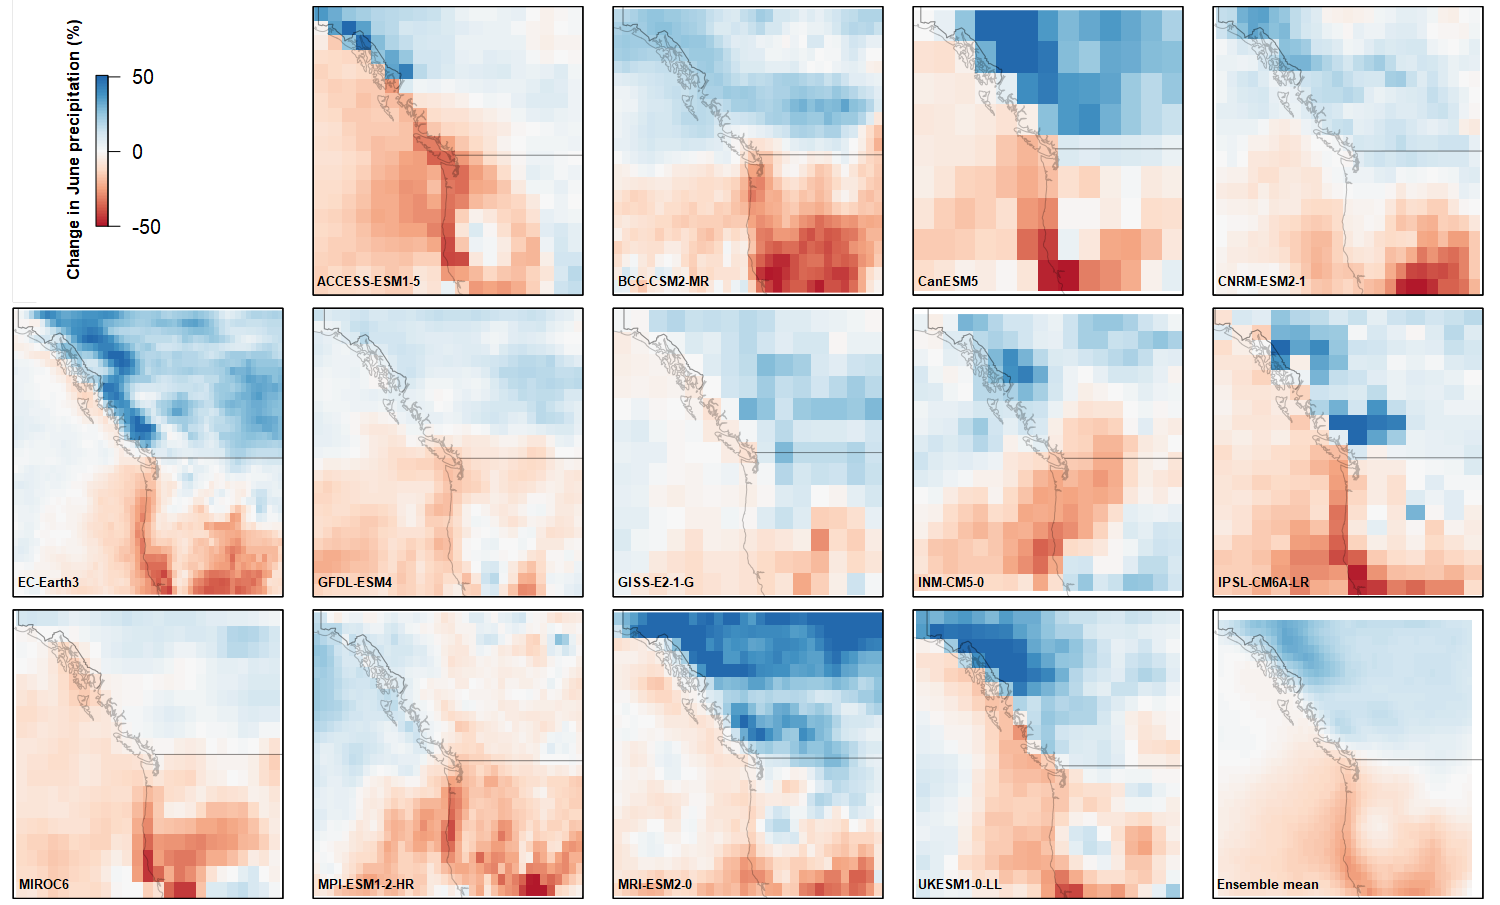 Change in June precipitation (%)
50
0
-50
ACCESS-ESM1-5
BCC-CSM2-MR
CanESM5
CNRM-ESM2-1
EC-Earth3
GFDL-ESM4
GISS-E2-1-G
INM-CM5-0
IPSL-CM6A-LR
MIROC6
MPI-ESM1-2-HR
MRI-ESM2-0
UKESM1-0-LL
Ensemble mean